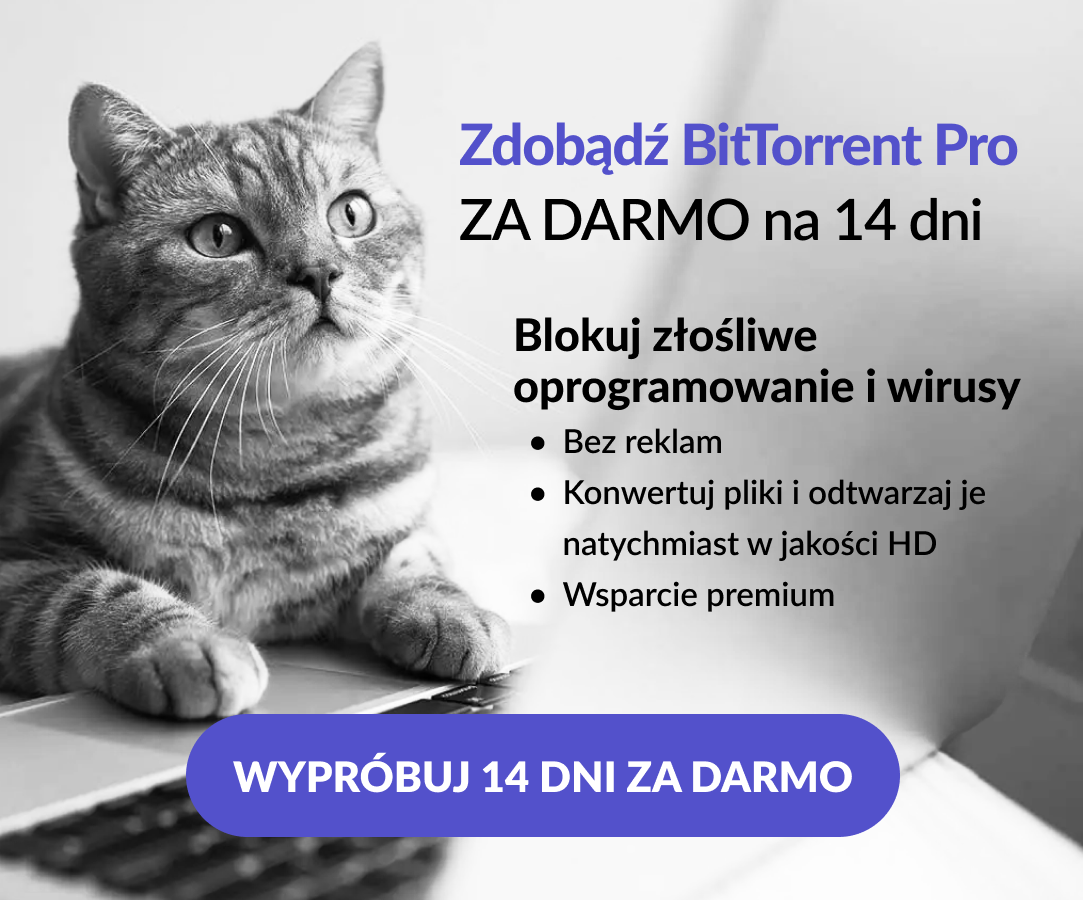 Zdobądź BitTorrent Pro
ZA DARMO na 14 dni
Blokuj złośliwe
oprogramowanie i wirusy
• Bez reklam
• Konwertuj pliki i odtwarzaj je
natychmiast w jakości HD
• Wsparcie premium
WYPRÓBUJ 14 DNI ZA DARMO